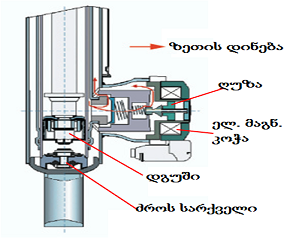 ზეთის დინება
ღუზა
ელ. მაგნ.
კოჭა
დგუში
ძროს სარქველი